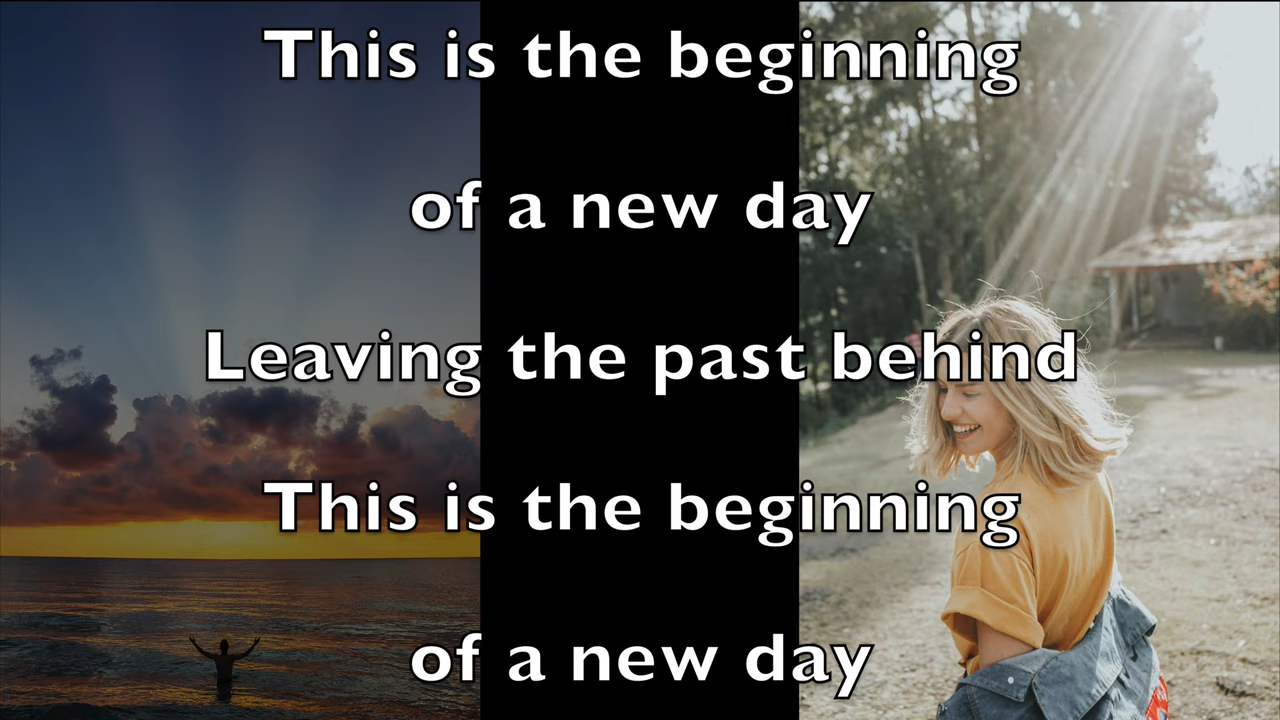 This is the beginning
of a new day
Leaving the past behind
This is the beginning
of a new day